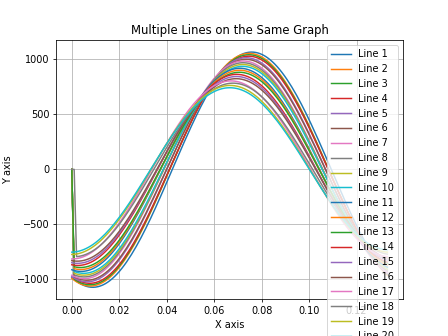 Multiple Lines on the Same Graph
1000
500
0
−500
−1000
Y axis
0.00
0.02
0.04
0.06
0.08
0.10
X axis
Line 1
Line 2
Line 3
Line 4
Line 5
Line 6
Line 7
Line 8
Line 9
Line 10
Line 11
Line 12
Line 13
Line 14
Line 15
Line 16
Line 17
Line 18
Line 19
Line 20